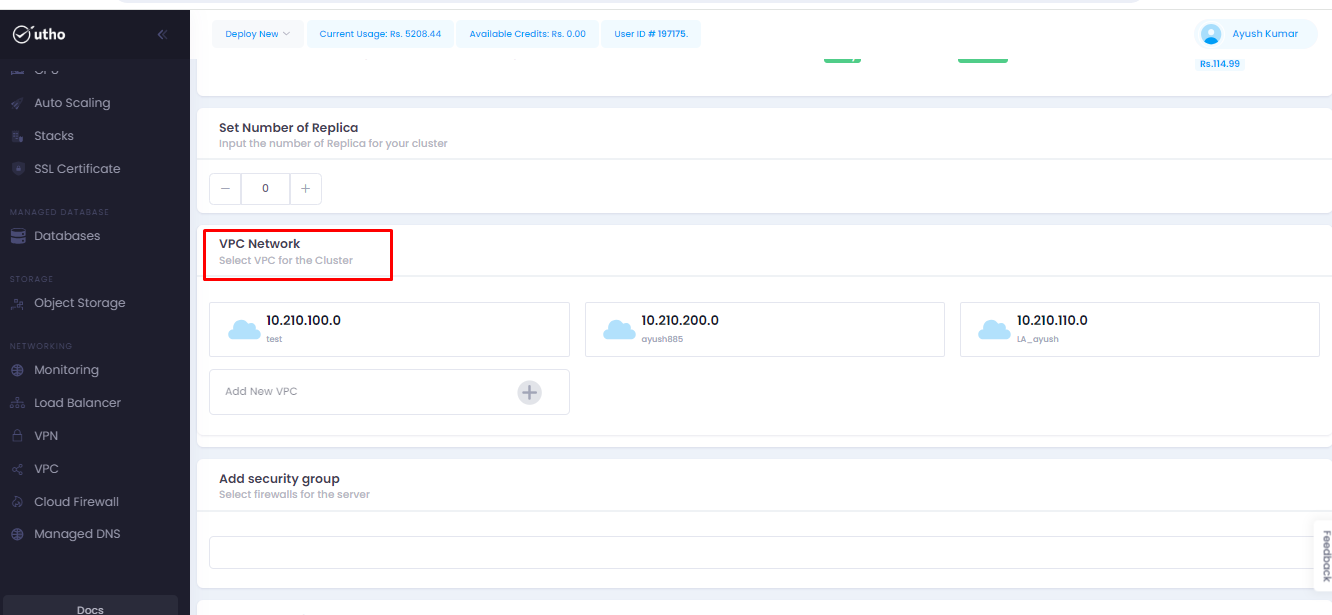 utho
Deploy New
Current Usage: Rs. 5208.44
Available Credits: Rs. 0.00
User ID # 197175.
Ayush Kumar
Rs.114.99
Auto Scaling
Stacks
SSL Certificate
MANAGED DATABASE
Databases
STORAGE
Object Storage
NETWORKING
Monitoring
Load Balancer
VPN
VPC
Cloud Firewall
Managed DNS
Docs
Set Number of Replica
Input the number of Replica for your cluster
− 0 +
VPC Network
Select VPC for the Cluster
10.210.100.0
test
10.210.200.0
ayush885
10.210.110.0
LA_ayush
Add New VPC
Add security group
Select firewalls for the server
Feedback